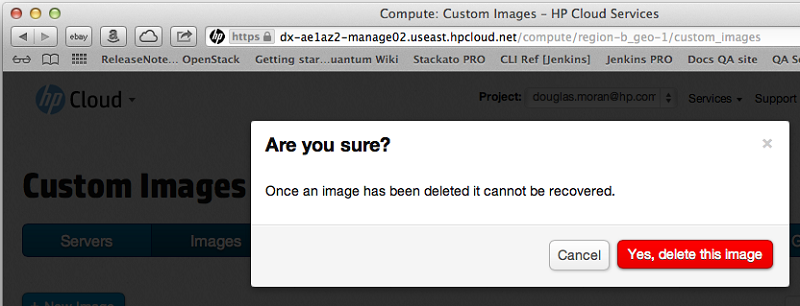 Compute: Custom Images – HP Cloud Services
ebay a hp https dx-ae1az2-manage02.useast.hpcloud.net/compute/region-b_geo-1/custom_images
ReleaseNote... OpenStack Getting star...uantum Wiki Stackato PRO CLI Ref [Jenkins] Jenkins PRO Docs QA site QA S
hp Cloud Project: douglas.moran@hp.com Services Support
Are you sure? ×
Custom Images
Once an image has been deleted it cannot be recovered.
Servers Images
Cancel Yes, delete this image
+ New Image